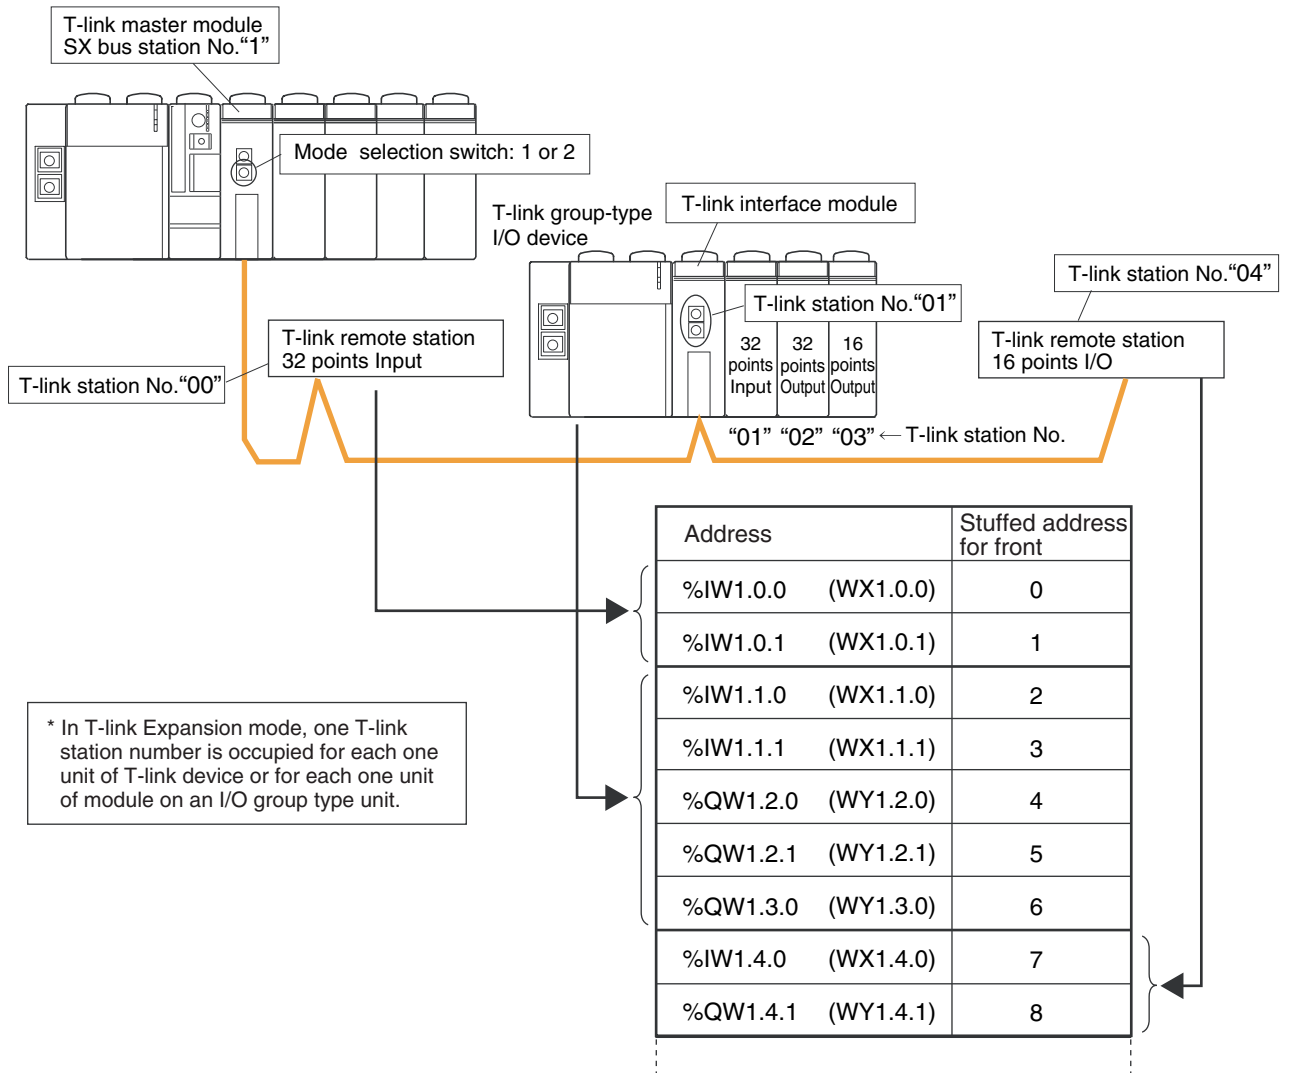 T-link master module
SX bus station No.“1”
Mode selection switch: 1 or 2
T-link group-type
I/O device
T-link interface module
T-link station No.“01”
T-link station No.“04”
T-link remote station
32 points Input
T-link station No.“00”
32 points Input
32 points Output
16 points Output
T-link remote station
16 points I/O
“01” “02” “03” ← T-link station No.
Address Stuffed address for front
%IW1.0.0 (WX1.0.0) 0
%IW1.0.1 (WX1.0.1) 1
%IW1.1.0 (WX1.1.0) 2
%IW1.1.1 (WX1.1.1) 3
%QW1.2.0 (WY1.2.0) 4
%QW1.2.1 (WY1.2.1) 5
%QW1.3.0 (WY1.3.0) 6
%IW1.4.0 (WX1.4.0) 7
%QW1.4.1 (WY1.4.1) 8
* In T-link Expansion mode, one T-link
station number is occupied for each one
unit of T-link device or for each one unit
of module on an I/O group type unit.